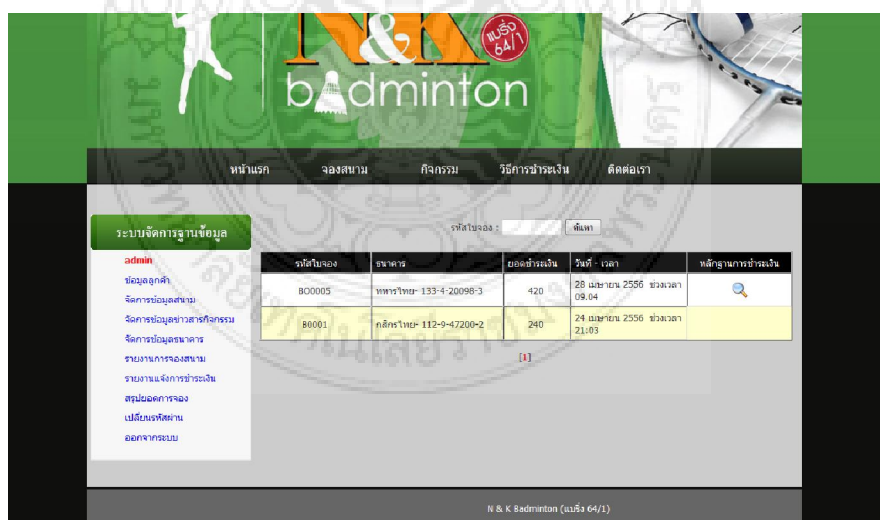 N&K
แบริ่ง 64/1
badminton
หน้าแรก จองสนาม กิจกรรม วิธีการชำระเงิน ติดต่อเรา
ระบบจัดการฐานข้อมูล
admin
ข้อมูลลูกค้า
จัดการข้อมูลสนาม
จัดการข้อมูลข่าวสารกิจกรรม
จัดการข้อมูลธนาคาร
รายงานการจองสนาม
รายงานแจ้งการชำระเงิน
สรุปยอดการจอง
เปลี่ยนรหัสผ่าน
ออกจากระบบ
รหัสใบจอง : ค้นหา
รหัสใบจอง ธนาคาร ยอดชำระเงิน วันที่ - เวลา หลักฐานการชำระเงิน
BO0005 ทหารไทย- 133-4-20098-3 420 28 เมษายน 2556 ช่วงเวลา 09.04
B0001 กสิกรไทย- 112-9-47200-2 240 24 เมษายน 2556 ช่วงเวลา 21:03
[1]
N & K Badminton (แบริ่ง 64/1)